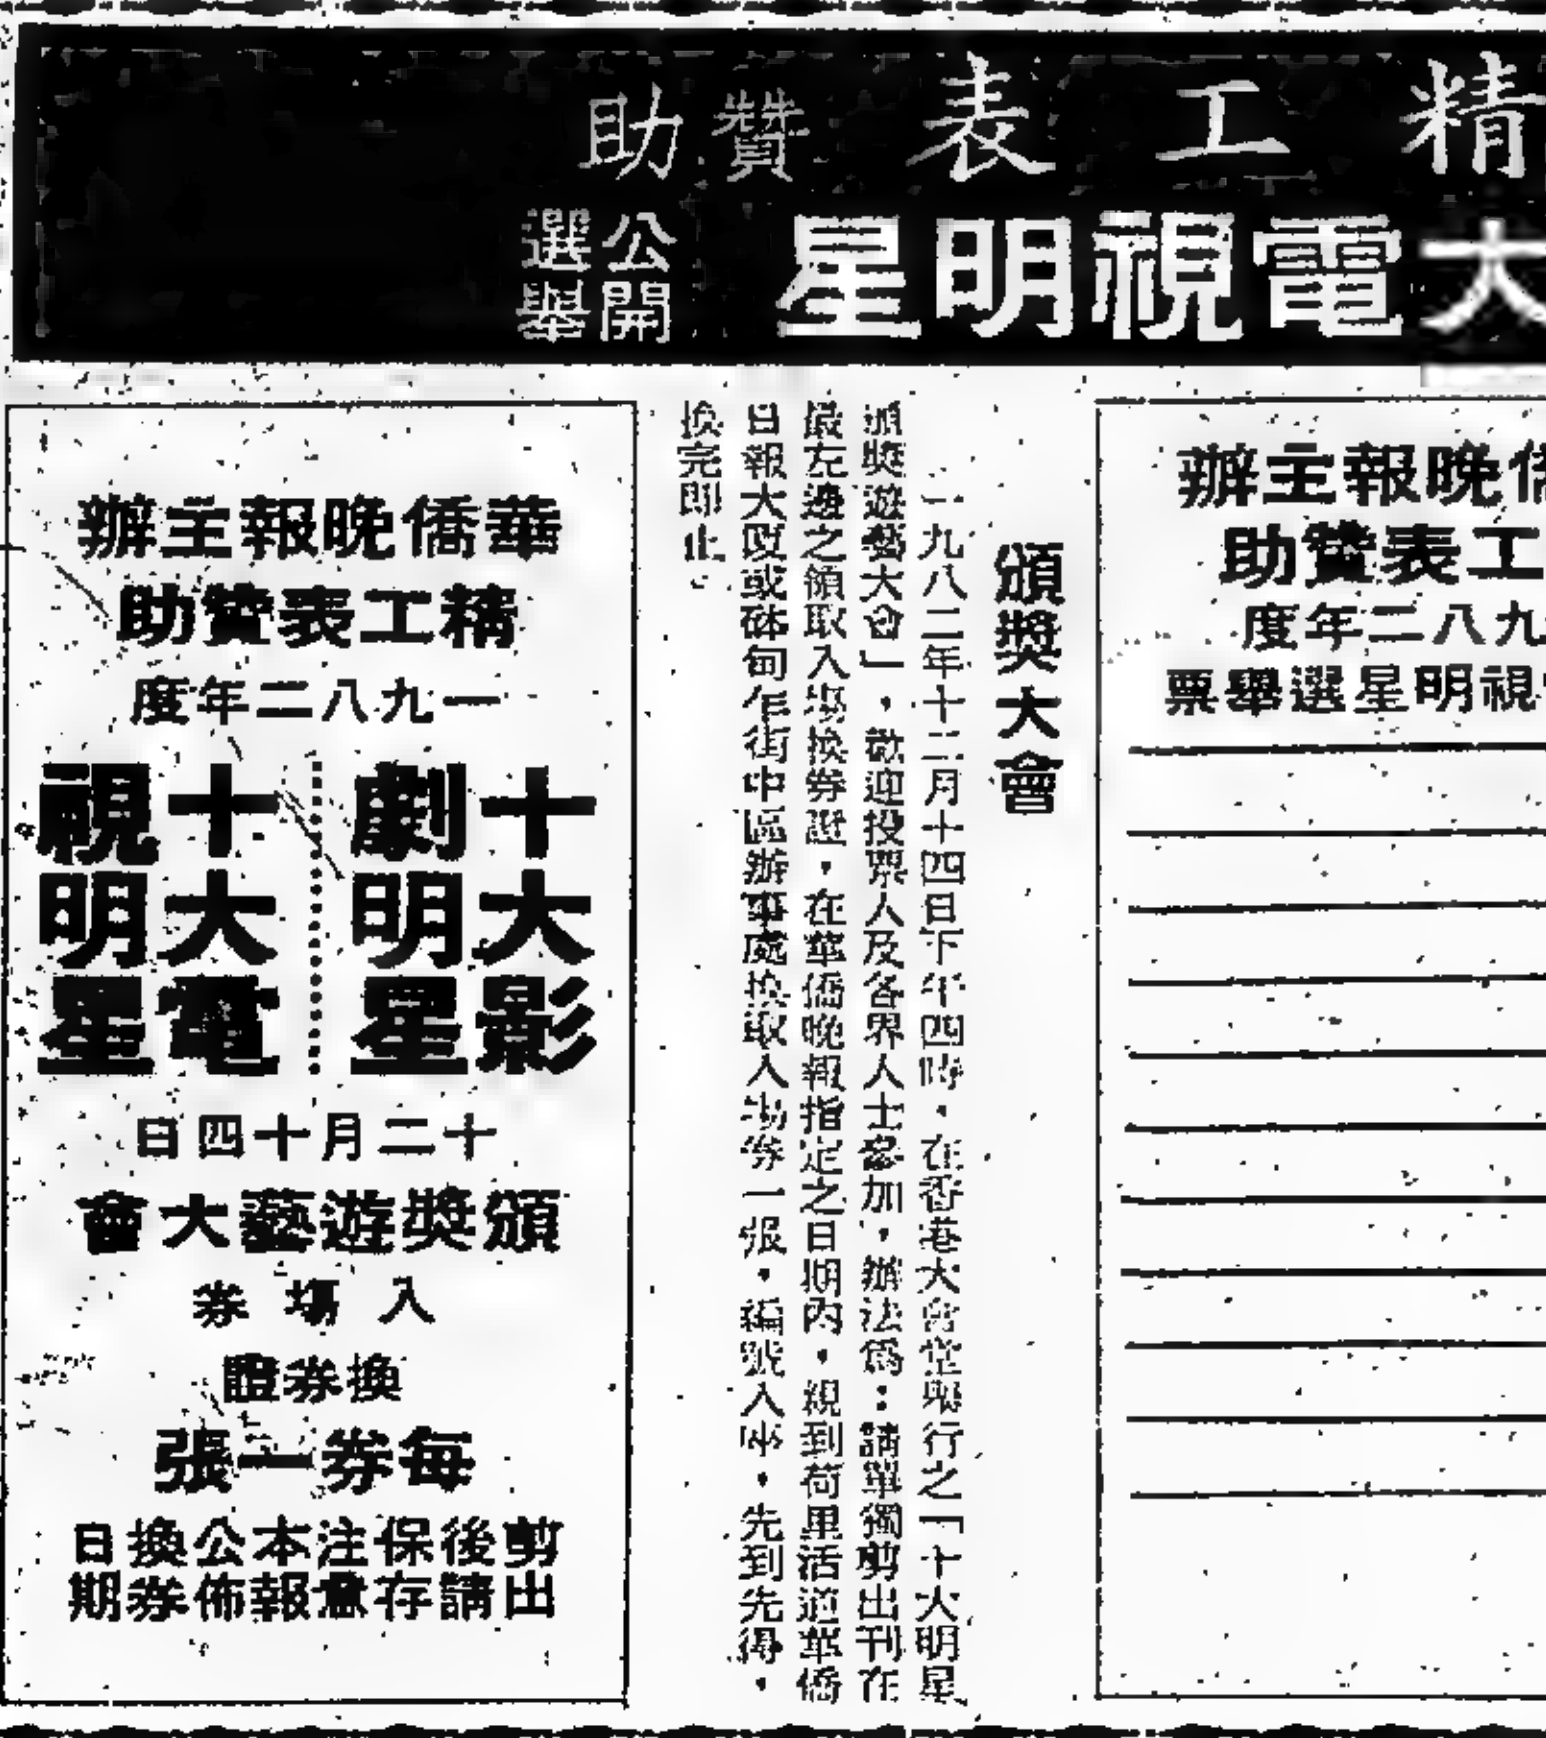 精工表贊助
大電視明星
公開
選舉
僑晚報主辦
工表贊助
九八二年度
視明星選舉票
頒獎大會
一九八二年十二月十四日下午四時，在香港大會堂舉行之「十大明星
頒獎遊藝大會」，歡迎投票人及各界人士參加，辦法爲：請單獨剪出刊在
最左邊之領取入場換券證，在華僑晚報指定之日期內，親到荷里活道華僑
日報大廈或砵甸乍街中區辦事處換取入場券一張，編號入座，先到先得，
換完即止。
華僑晚報主辦
精工表贊助
一九八二年度
十大影
劇明星
十大電
視明星
十二月十四日
頒獎遊藝大會
入場券
換券證
每券一張
剪出
後請
保存
注意
本報
公佈
換券
日期